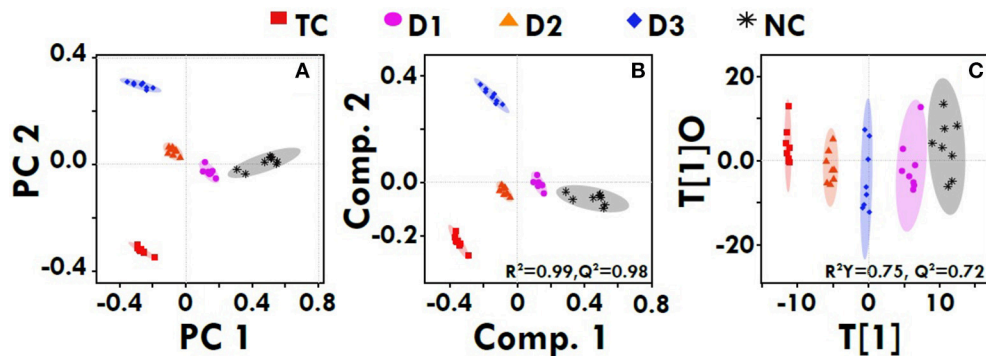 TC D1 D2 D3 NC
A
0.4
0.0
-0.4
PC 2
-0.4 0 0.4 0.8
PC 1
B
0.4
0.2
0.0
-0.2
Comp. 2
R²=0.99,Q²=0.98
-0.4 0 0.4 0.8
Comp. 1
C
20
0.0
-20
T[1]O
R²Y=0.75, Q²=0.72
-10 0 10
T[1]